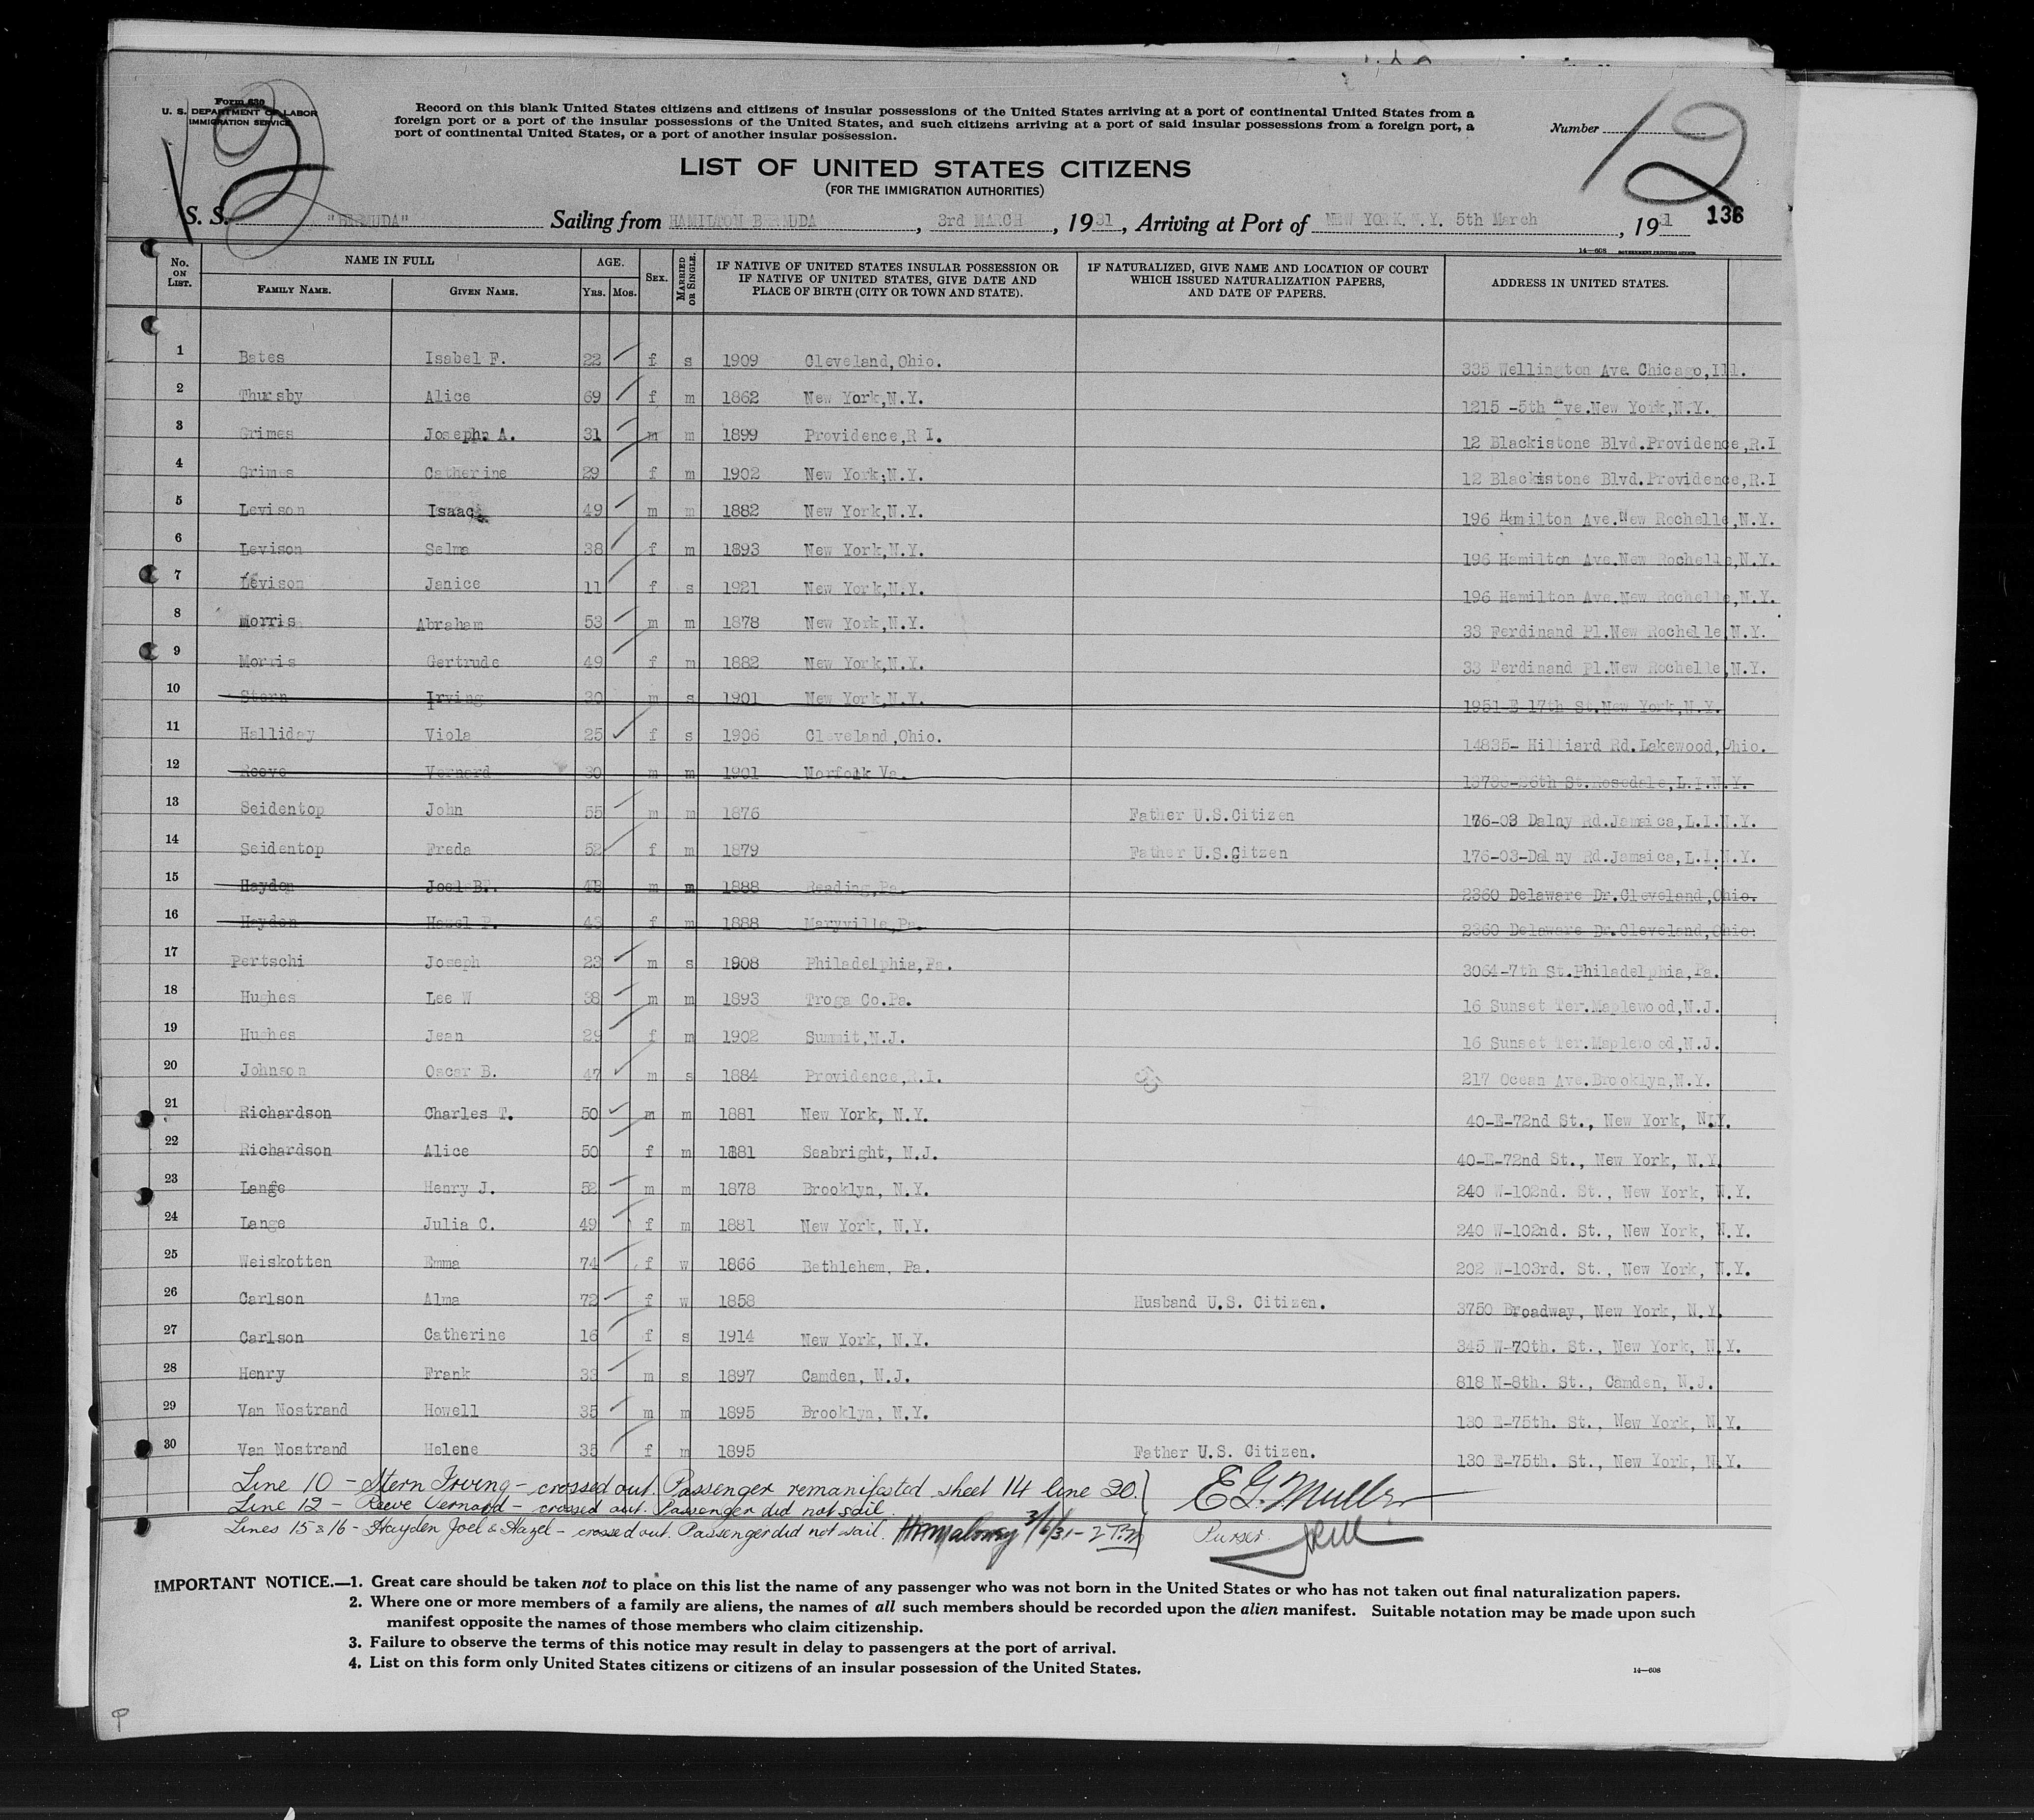 Form 630
U. S. DEPARTMENT OF LABOR
IMMIGRATION SERVICE
12
Record on this blank United States citizens and citizens of insular possessions of the United States arriving at a port of continental United States from a
foreign port or a port of the insular possessions of the United States, and such citizens arriving at a port of said insular possessions from a foreign port, a
port of continental United States, or a port of another insular possession.
Number
12
LIST OF UNITED STATES CITIZENS
(FOR THE IMMIGRATION AUTHORITIES)
S. S. "BERMUDA" Sailing from HAMILTON BERMUDA, 3rd MARCH, 1931, Arriving at Port of NEW YORK.N.Y. 5th March, 1931
136
14—608 GOVERNMENT PRINTING OFFICE
No. ON LIST. NAME IN FULL FAMILY NAME. GIVEN NAME. AGE. Yrs. Mos. SEX. MARRIED OR SINGLE. IF NATIVE OF UNITED STATES INSULAR POSSESSION OR IF NATIVE OF UNITED STATES, GIVE DATE AND PLACE OF BIRTH (CITY OR TOWN AND STATE). IF NATURALIZED, GIVE NAME AND LOCATION OF COURT WHICH ISSUED NATURALIZATION PAPERS, AND DATE OF PAPERS. ADDRESS IN UNITED STATES.
1 Bates Isabel F. 22 f s 1909 Cleveland,Ohio. 335 Wellington Ave. Chicago,Ill.
2 Thursby Alice 69 f m 1862 New York,N.Y. 1215 -5th Ave.New York,N.Y.
3 Grimes Joseph. A. 31 m m 1899 Providence,R I. 12 Blackistone Blvd.Providence,R.I
4 Grimes Catherine 29 f m 1902 New York;N.Y. 12 Blackistone Blvd.Providence,R.I
5 Levison Isaac 49 m m 1882 New York,N.Y. 196 Hamilton Ave.New Rochelle,N.Y.
6 Levison Selma 38 f m 1893 New York,N.Y. 196 Hamilton Ave.New Rochelle,N.Y.
7 Levison Janice 11 f s 1921 New York,N.Y. 196 Hamilton Ave.New Rochelle,N.Y.
8 Morris Abraham 53 m m 1878 New York,N.Y. 33 Ferdinand Pl.New Rochelle,N.Y.
9 Morris Gertrude 49 f m 1882 New York,N.Y. 33 Ferdinand Pl.New Rochelle,N.Y.
10 Stern Irving 30 m s 1901 New York,N.Y. 1951 E 17th St.New York,N.Y.
11 Halliday Viola 25 f s 1906 Cleveland,Ohio. 14835- Hilliard Rd.Lakewood,Ohio.
12 Reeve Vernard 30 m m 1901 Norfolk Va. St.Rosedale,L.I.N.Y.
13 Seidentop John 55 m m 1876 Father U.S.Citizen 176-03 Dalny Rd.Jamaica,L.I.N.Y.
14 Seidentop Freda 52 f m 1879 Father U.S.Citzen 176-03-Dalny Rd.Jamaica,L.I.N.Y.
15 Hayden Joel B. 43 m m 1888 Reading,Pa. 2360 Delaware Dr.Cleveland,Ohio.
16 Hayden Hazel P. 43 f m 1888 Maryville,Pa. 2360 Delaware Dr.Cleveland,Ohio.
17 Pertschi Joseph 23 m s 1908 Philadelphia,Pa. 3064-7th St.Philadelphia,Pa.
18 Hughes Lee W 38 m m 1893 Troga Co.Pa. 16 Sunset Ter.Maplewood,N.J.
19 Hughes Jean 29 f m 1902 Summit,N.J. 16 Sunset Ter.Maplewood,N.J.
20 Johnson Oscar B. 47 m s 1884 Providence,R.I. 55 217 Ocean Ave.Brooklyn,N.Y.
21 Richardson Charles T. 50 m m 1881 New York, N.Y. 40-E-72nd St., New York, N.Y.
22 Richardson Alice 50 f m 1881 Seabright, N.J. 40-E-72nd St., New York, N.Y.
23 Lange Henry J. 52 m m 1878 Brooklyn, N.Y. 240 W-102nd. St., New York, N.Y.
24 Lange Julia C. 49 f m 1881 New York, N.Y. 240 W-102nd. St., New York, N.Y.
25 Weiskotten Emma 74 f w 1866 Bethlehem, Pa. 202 W-103rd. St., New York, N.Y.
26 Carlson Alma 72 f w 1858 Husband U.S. Citizen. 3750 Broadway, New York, N.Y.
27 Carlson Catherine 16 f s 1914 New York, N.Y. 345 W-70th. St., New York, N.Y.
28 Henry Frank 33 m s 1897 Camden, N.J. 818 N-8th. St., Camden, N.J.
29 Van Nostrand Howell 35 m m 1895 Brooklyn, N.Y. 130 E-75th. St., New York, N.Y.
30 Van Nostrand Helene 35 f m 1895 Father U.S. Citizen. 130 E-75th. St., New York, N.Y.
Line 10 - Stern Irving - crossed out. Passenger remanifested sheet 14 line 20.
Line 12 - Reeve Vernard - crossed out. Passenger did not sail.
Lines 15 & 16 - Hayden Joel & Hazel - crossed out. Passenger did not sail. 3/6/31 - 2 P.M
E G. Muller
Purser
IMPORTANT NOTICE.—1. Great care should be taken not to place on this list the name of any passenger who was not born in the United States or who has not taken out final naturalization papers.
2. Where one or more members of a family are aliens, the names of all such members should be recorded upon the alien manifest. Suitable notation may be made upon such
manifest opposite the names of those members who claim citizenship.
3. Failure to observe the terms of this notice may result in delay to passengers at the port of arrival.
4. List on this form only United States citizens or citizens of an insular possession of the United States.
14—608